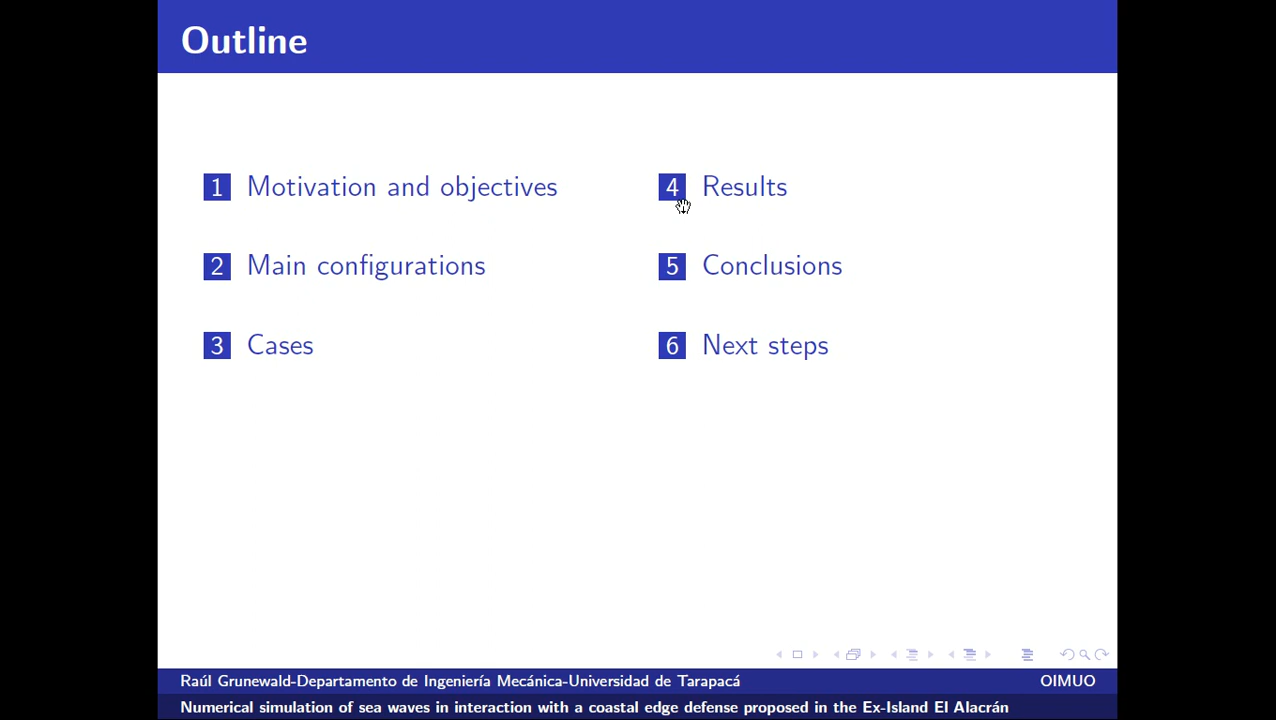 Outline
1 Motivation and objectives
2 Main configurations
3 Cases
4 Results
5 Conclusions
6 Next steps
Raúl Grunewald-Departamento de Ingeniería Mecánica-Universidad de Tarapacá OIMUO
Numerical simulation of sea waves in interaction with a coastal edge defense proposed in the Ex-Island El Alacrán